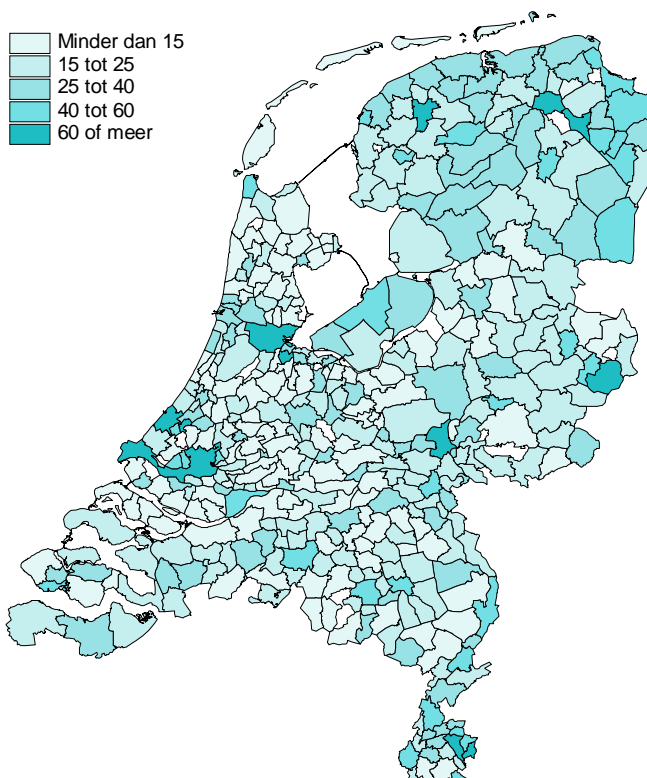 Minder dan 15
15 tot 25
25 tot 40
40 tot 60
60 of meer